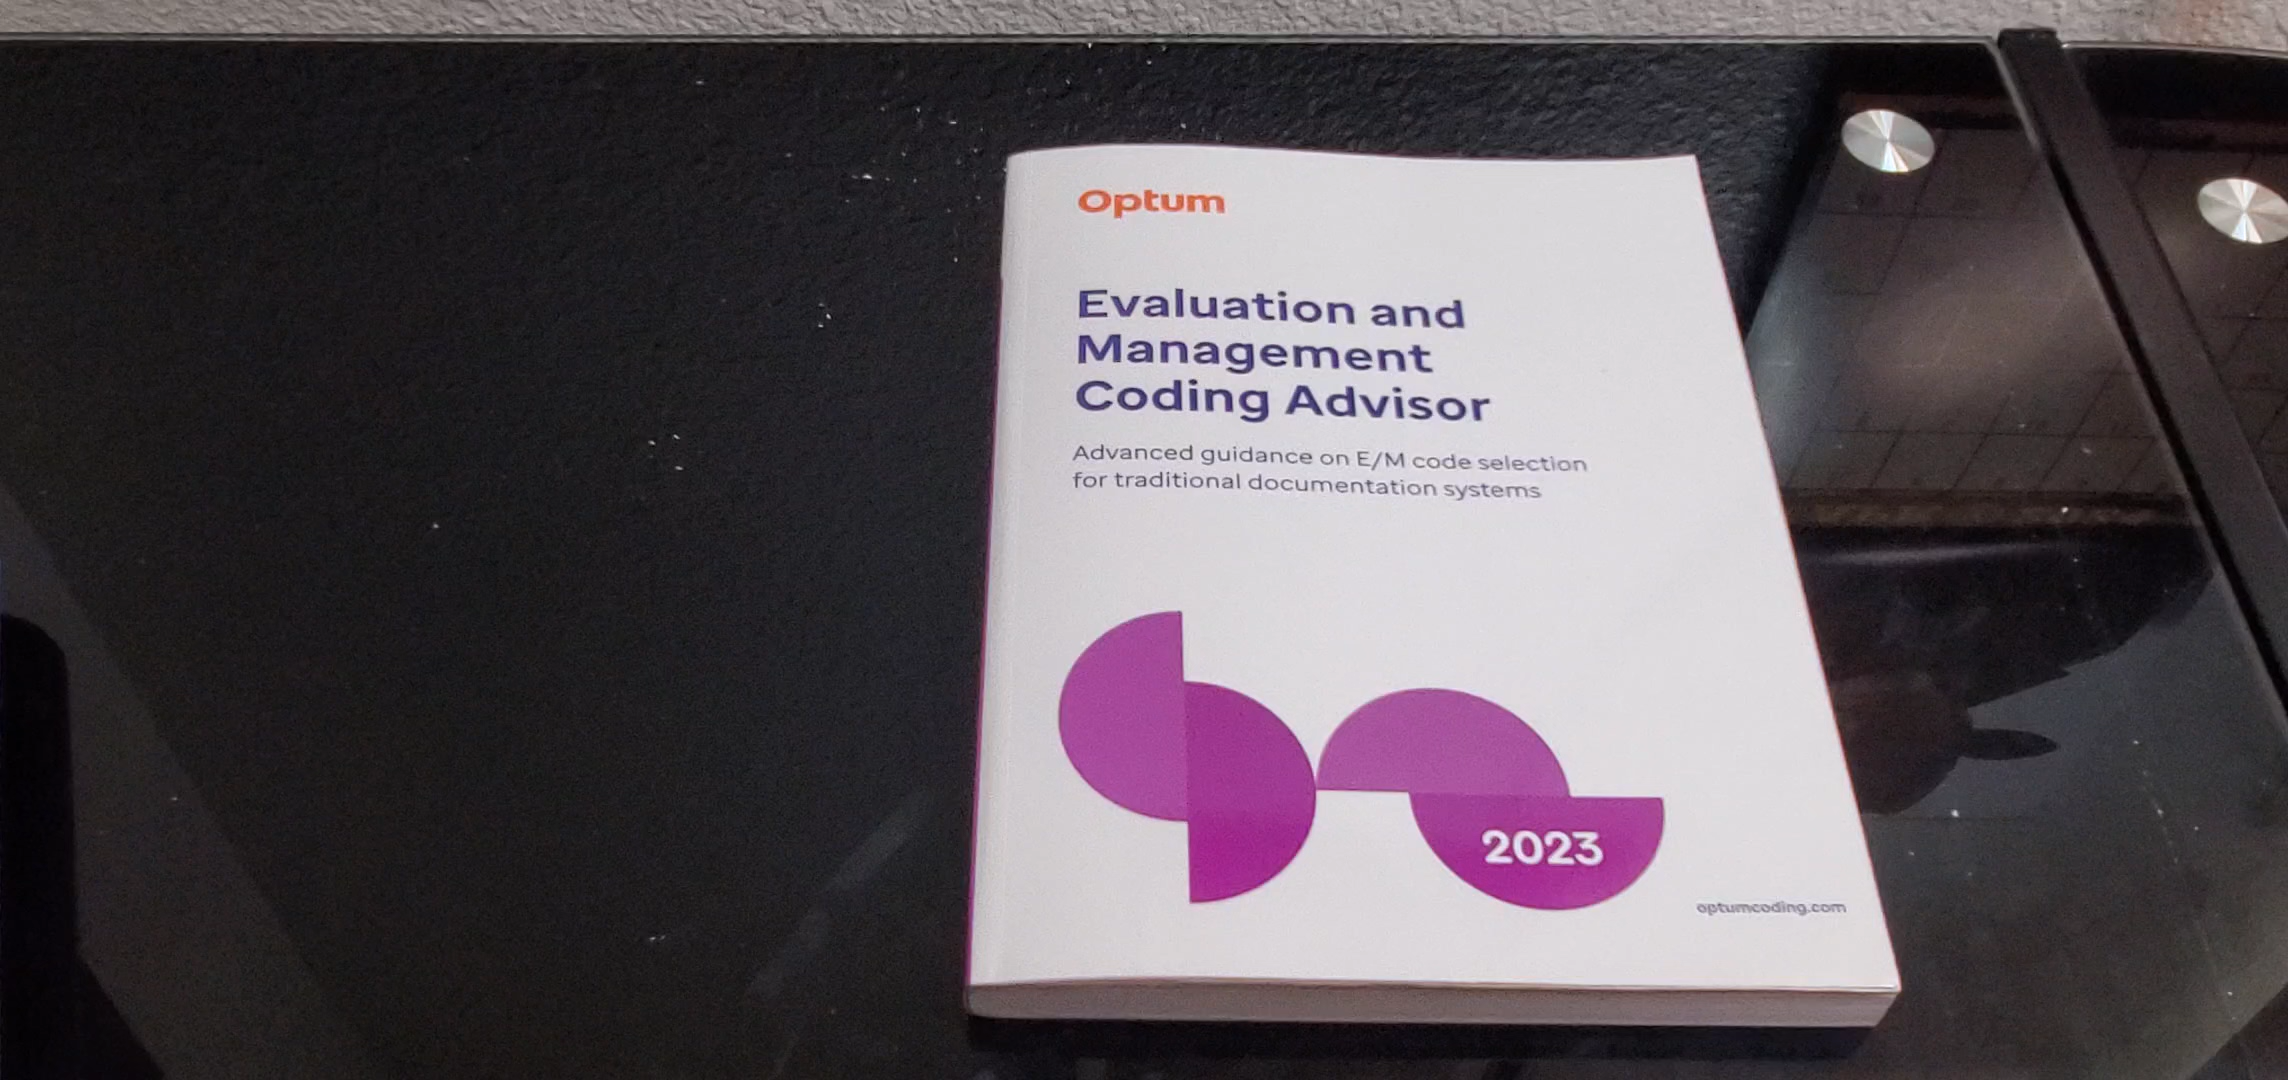 Optum
Evaluation and
Management
Coding Advisor
Advanced guidance on E/M code selection
for traditional documentation systems
2023
optumcoding.com